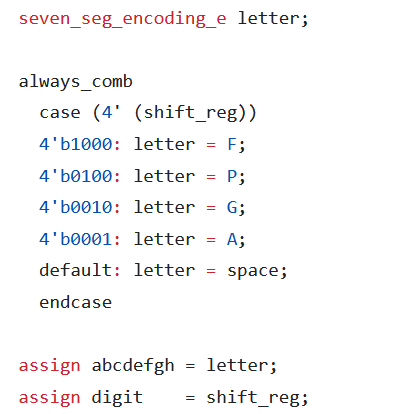 seven_seg_encoding_e letter;

always_comb
  case (4' (shift_reg))
  4'b1000: letter = F;
  4'b0100: letter = P;
  4'b0010: letter = G;
  4'b0001: letter = A;
  default: letter = space;
  endcase

assign abcdefgh = letter;
assign digit    = shift_reg;